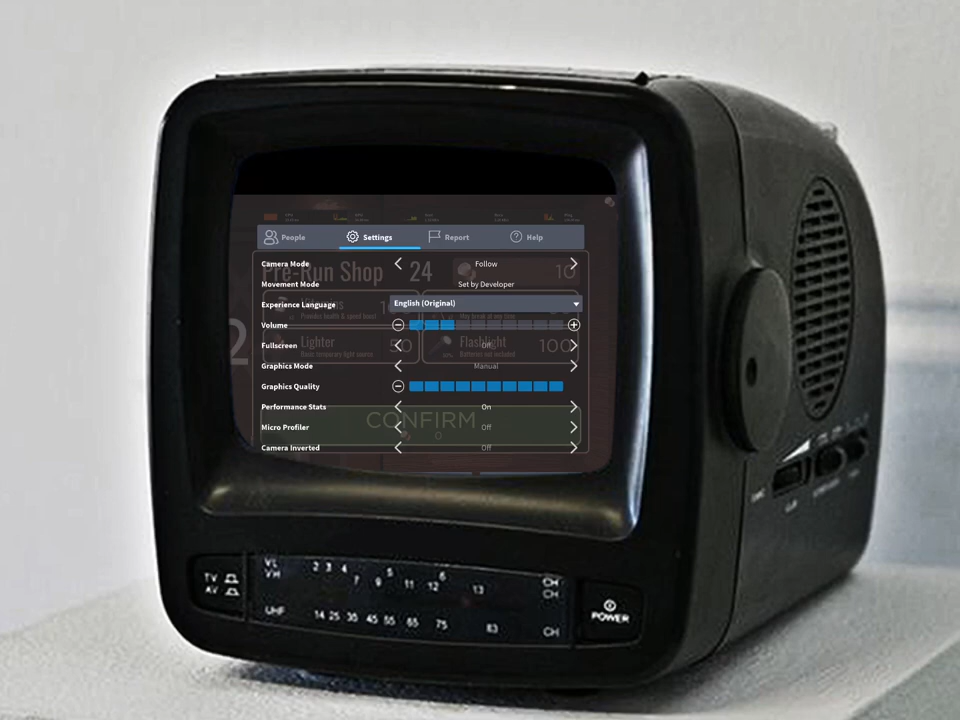 People Settings Report Help
Pre-Run Shop 24 10
Camera Mode Follow
Movement Mode Set by Developer
Experience Language English (Original)
Volume
Lighter 50 Flashlight 100
Fullscreen Off
Basic temporary light source Batteries not included
Graphics Mode Manual
Graphics Quality
Performance Stats On
CONFIRM
Micro Profiler Off
0
Camera Inverted Off
TV
AV
VL
VH
2 3 4 5 6
7 9 11 12 13
CH
CH
UHF 14 25 35 45 55 65 75 83 CH
POWER